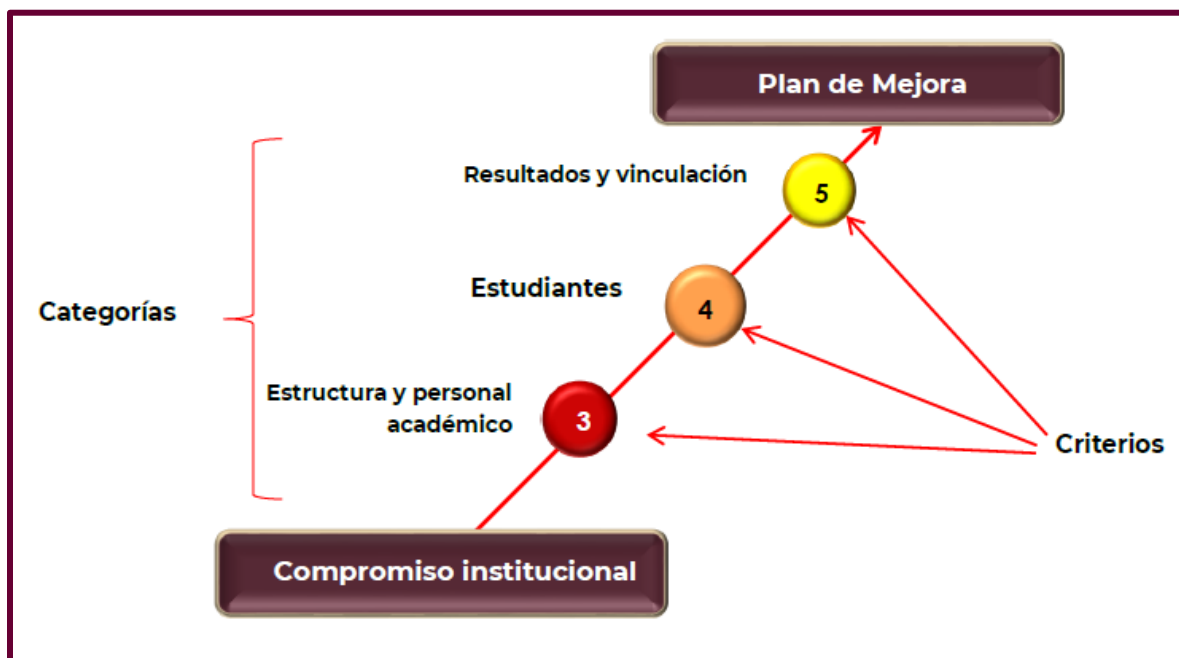 Plan de Mejora
Resultados y vinculación
5
Estudiantes
4
Categorías
Estructura y personal
académico
3
Criterios
Compromiso institucional